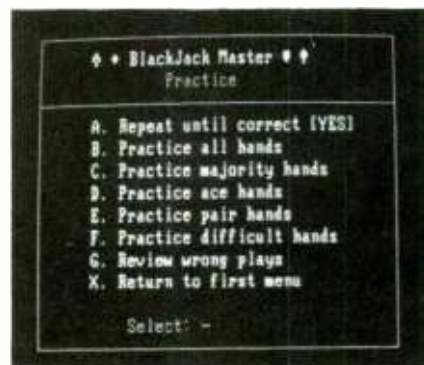 ♠ ♦ BlackJack Master ♥ ♣
Practice
A. Repeat until correct [YES]
B. Practice all hands
C. Practice majority hands
D. Practice ace hands
E. Practice pair hands
F. Practice difficult hands
G. Review wrong plays
X. Return to first menu
Select: -